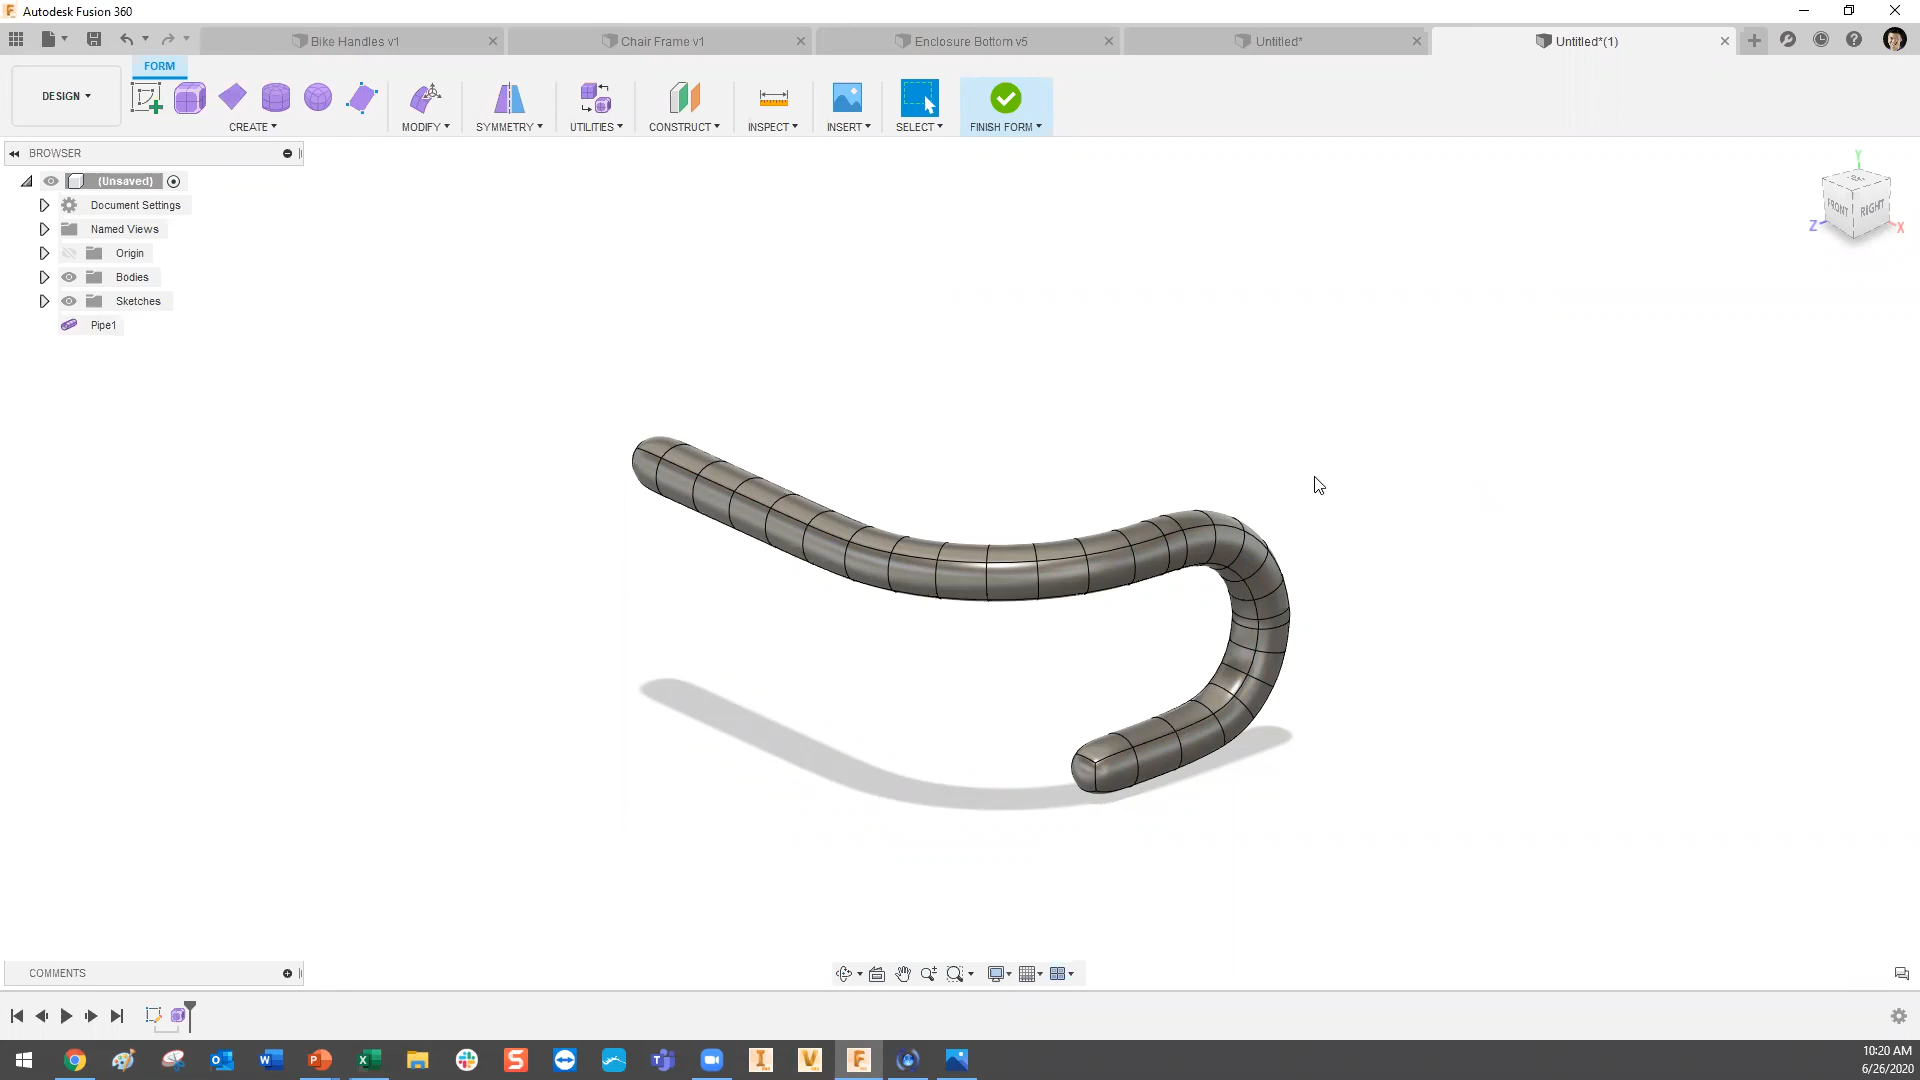 Autodesk Fusion 360
Bike Handles v1
Chair Frame v1
Enclosure Bottom v5
Untitled*
Untitled*(1)
FORM
DESIGN
CREATE
MODIFY
SYMMETRY
UTILITIES
CONSTRUCT
INSPECT
INSERT
SELECT
FINISH FORM
BROWSER
(Unsaved)
Document Settings
Named Views
Origin
Bodies
Sketches
Pipe1
Y
FRONT
RIGHT
Z
X
COMMENTS
10:20 AM
6/26/2020